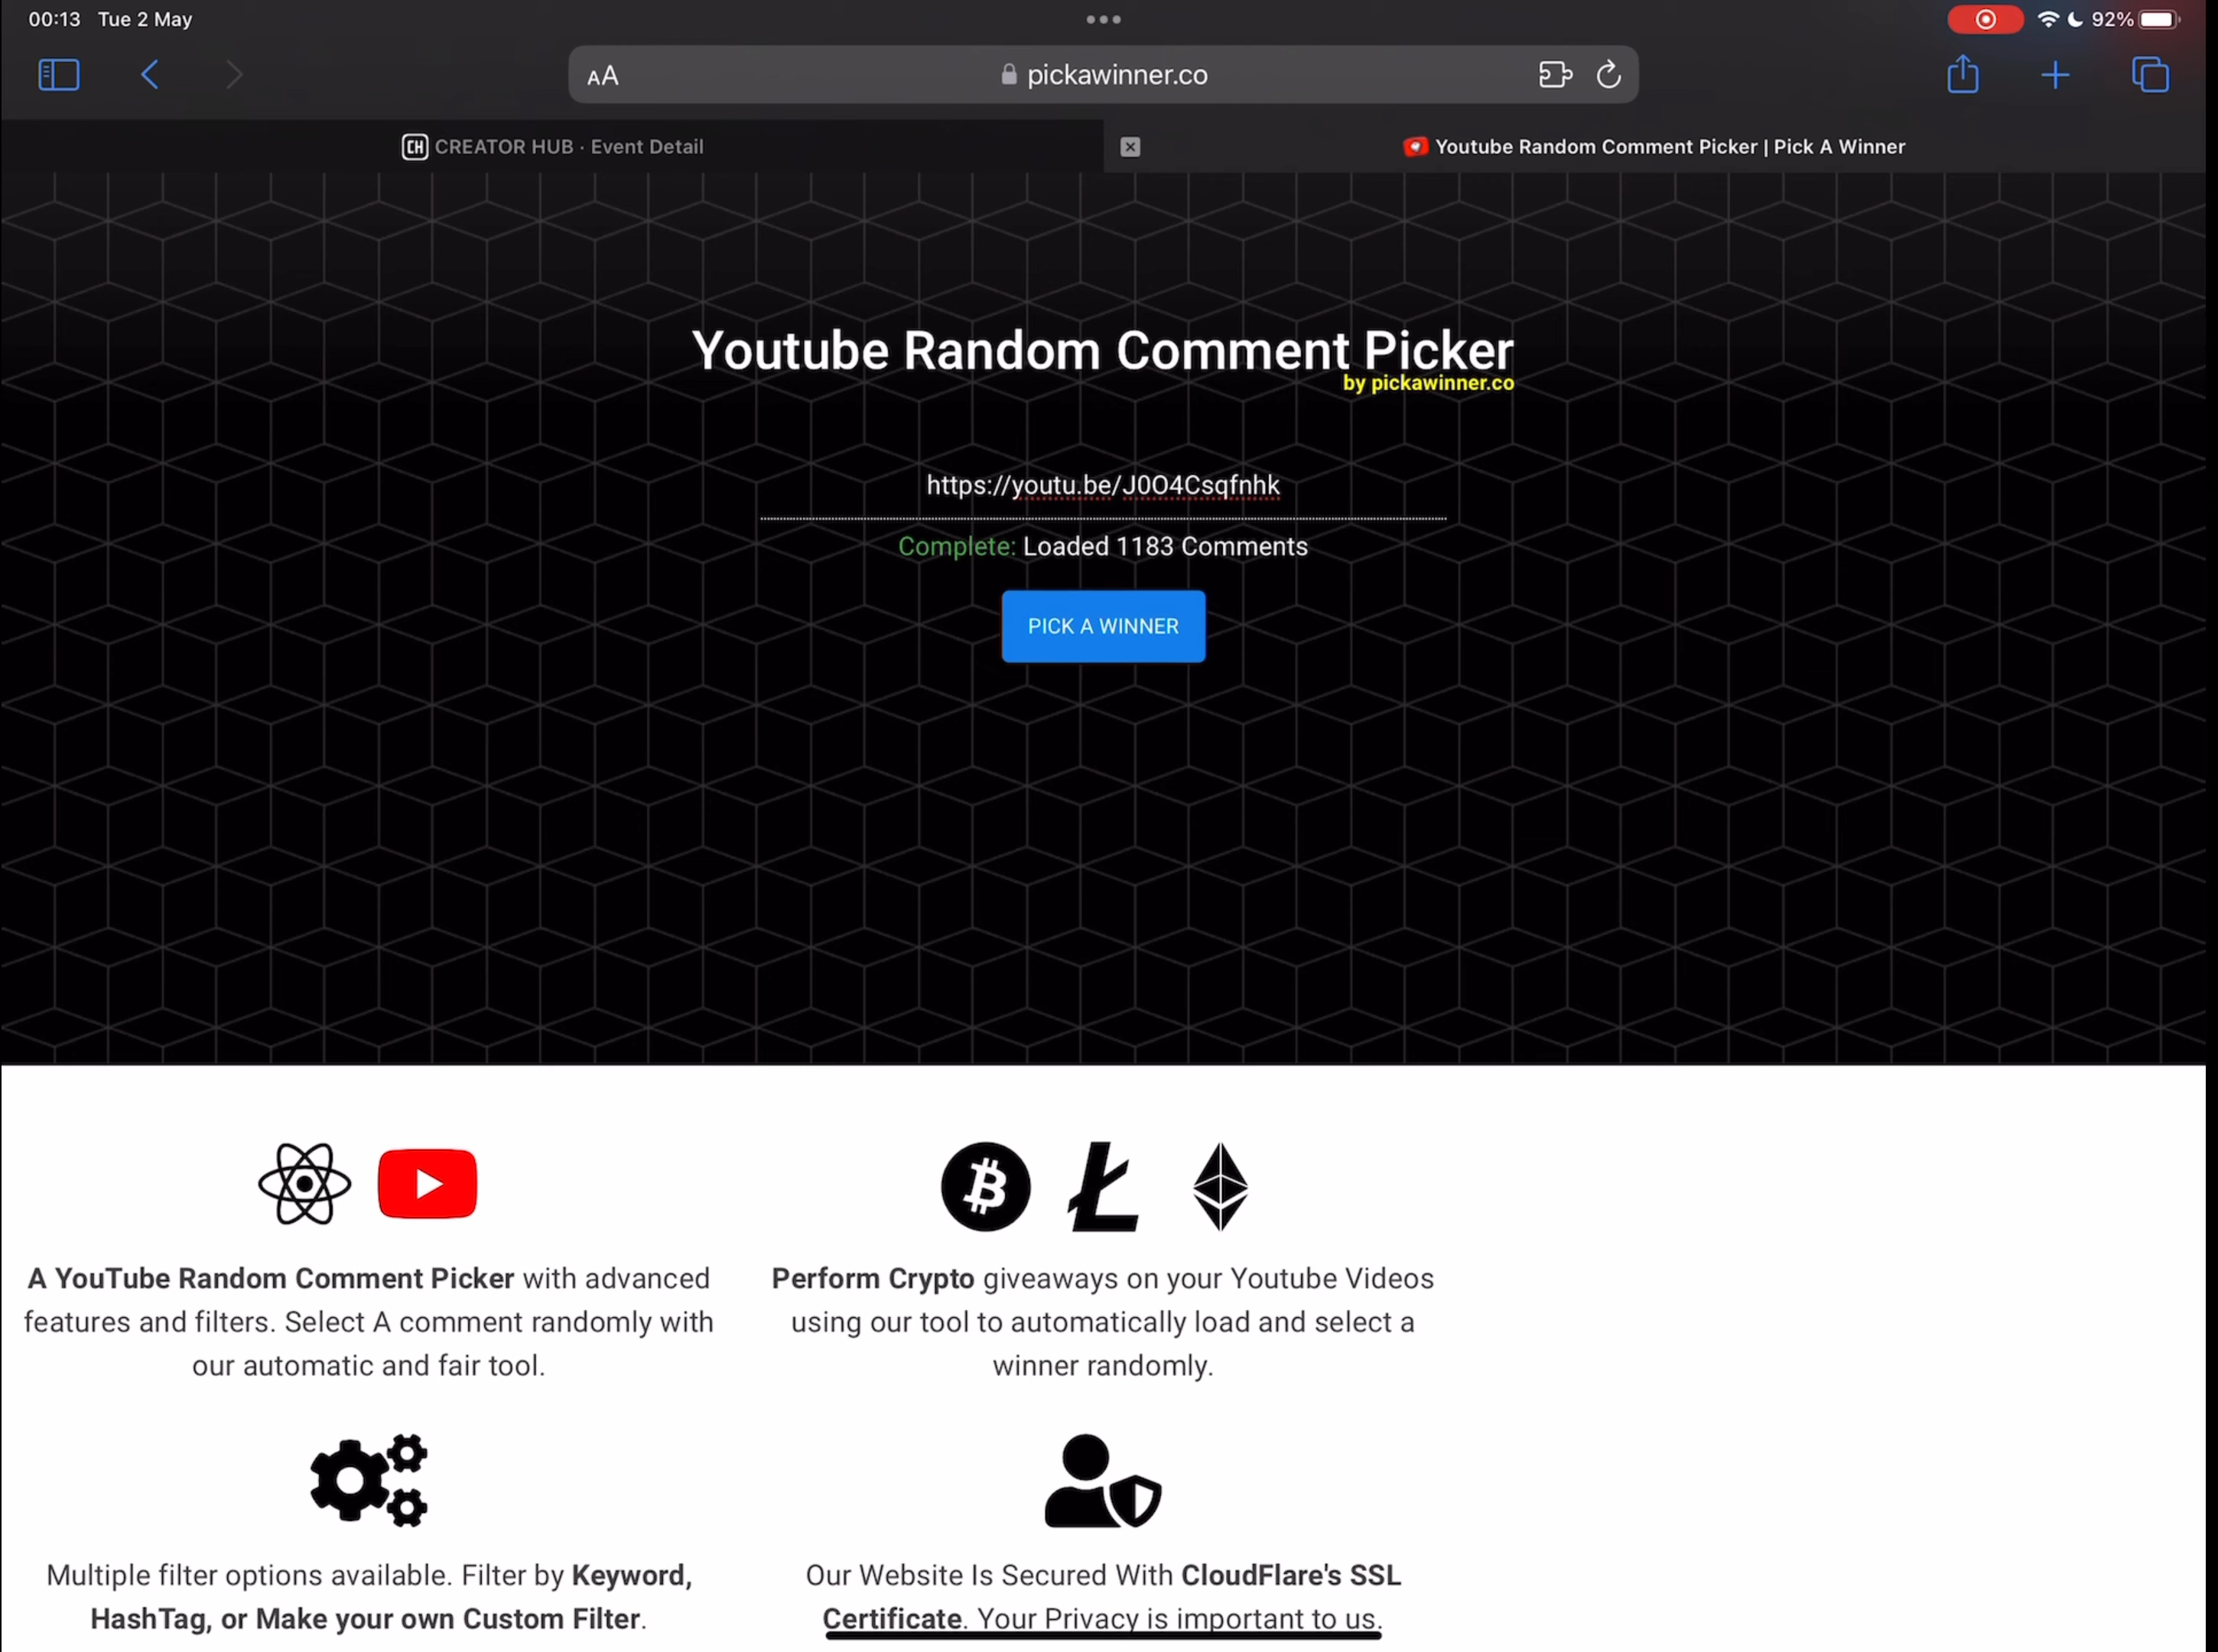 00:13 Tue 2 May
92%
AA
pickawinner.co
CH CREATOR HUB · Event Detail
Youtube Random Comment Picker | Pick A Winner
Youtube Random Comment Picker
by pickawinner.co
https://youtu.be/J0O4Csqfnhk
Complete: Loaded 1183 Comments
PICK A WINNER
A YouTube Random Comment Picker with advanced
features and filters. Select A comment randomly with
our automatic and fair tool.
Perform Crypto giveaways on your Youtube Videos
using our tool to automatically load and select a
winner randomly.
Multiple filter options available. Filter by Keyword,
HashTag, or Make your own Custom Filter.
Our Website Is Secured With CloudFlare's SSL
Certificate. Your Privacy is important to us.